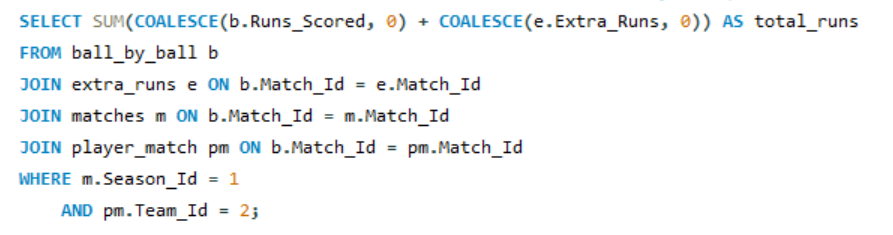 SELECT SUM(COALESCE(b.Runs_Scored, 0) + COALESCE(e.Extra_Runs, 0)) AS total_runs
FROM ball_by_ball b
JOIN extra_runs e ON b.Match_Id = e.Match_Id
JOIN matches m ON b.Match_Id = m.Match_Id
JOIN player_match pm ON b.Match_Id = pm.Match_Id
WHERE m.Season_Id = 1
    AND pm.Team_Id = 2;